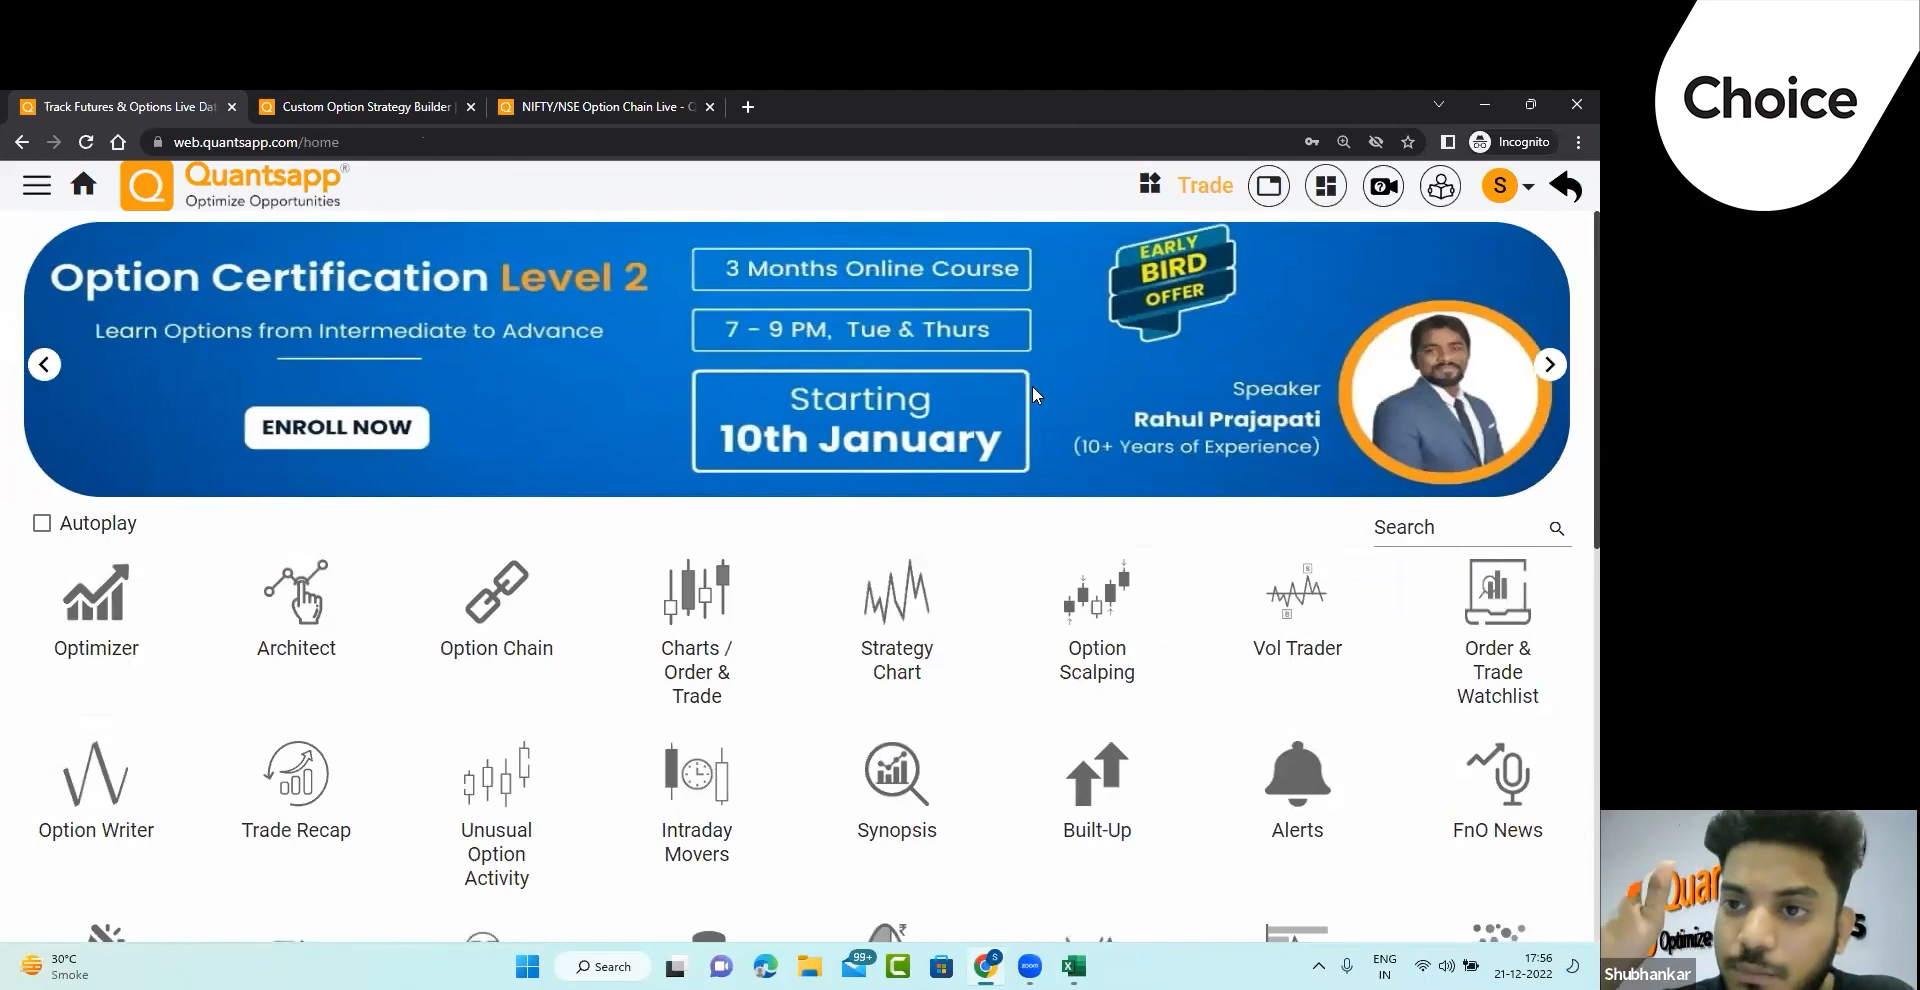 Choice
Track Futures & Options Live Dat
Custom Option Strategy Builder
NIFTY/NSE Option Chain Live - Q
web.quantsapp.com/home
Incognito
Quantsapp®
Optimize Opportunities
Trade
S
Option Certification Level 2
Learn Options from Intermediate to Advance
ENROLL NOW
3 Months Online Course
7 - 9 PM, Tue & Thurs
Starting
10th January
EARLY
BIRD
OFFER
Speaker
Rahul Prajapati
(10+ Years of Experience)
Autoplay
Search
Optimizer
Architect
Option Chain
Charts /
Order &
Trade
Strategy
Chart
Option
Scalping
Vol Trader
Order &
Trade
Watchlist
Option Writer
Trade Recap
Unusual
Option
Activity
Intraday
Movers
Synopsis
Built-Up
Alerts
FnO News
30°C
Smoke
Search
99+
zoom
ENG
IN
17:56
21-12-2022
Quan
Optimize
Shubhankar